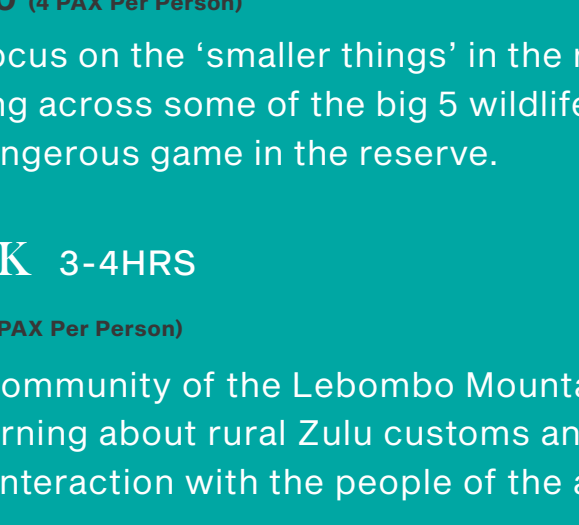 (4 PAX Per Person)
ocus on the ‘smaller things’ in the
ng across some of the big 5 wildlife
ngerous game in the reserve.
K 3-4HRS
PAX Per Person)
ommunity of the Lebombo Mounta
rning about rural Zulu customs an
nteraction with the people of the a